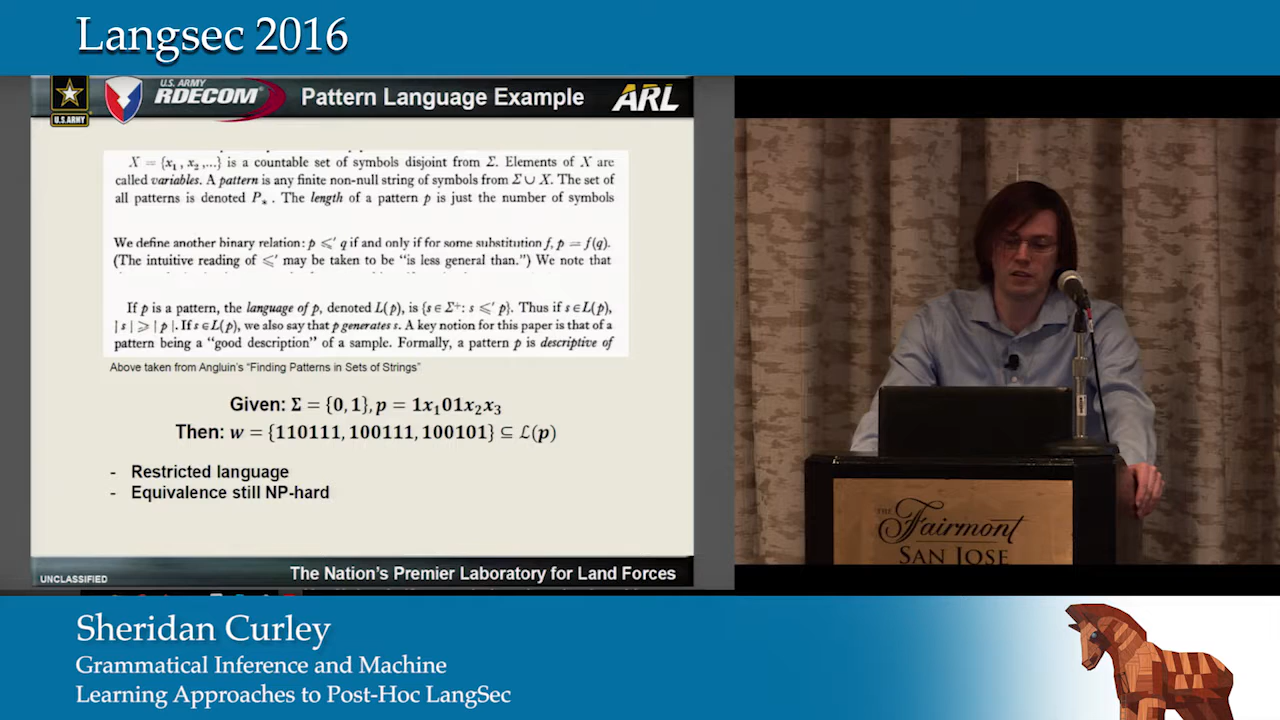 Langsec 2016
U.S. ARMY
RDECOM
Pattern Language Example
ARL
U.S.ARMY
X = {x₁, x₂,...} is a countable set of symbols disjoint from Σ. Elements of X are
called variables. A pattern is any finite non-null string of symbols from Σ ∪ X. The set of
all patterns is denoted P*. The length of a pattern p is just the number of symbols
We define another binary relation: p ⩽' q if and only if for some substitution f, p = f(q).
(The intuitive reading of ⩽' may be taken to be "is less general than.") We note that
If p is a pattern, the language of p, denoted L(p), is {s ∈ Σ⁺: s ⩽' p}. Thus if s ∈ L(p),
| s | ⩾ | p |. If s ∈ L(p), we also say that p generates s. A key notion for this paper is that of a
pattern being a "good description" of a sample. Formally, a pattern p is descriptive of
Above taken from Angluin's "Finding Patterns in Sets of Strings"
Given: Σ = {0, 1}, p = 1x₁01x₂x₃
Then: w = {110111, 100111, 100101} ⊆ ℒ(p)
- Restricted language
- Equivalence still NP-hard
UNCLASSIFIED
The Nation's Premier Laboratory for Land Forces
THE
Fairmont
SAN JOSE
Sheridan Curley
Grammatical Inference and Machine
Learning Approaches to Post-Hoc LangSec